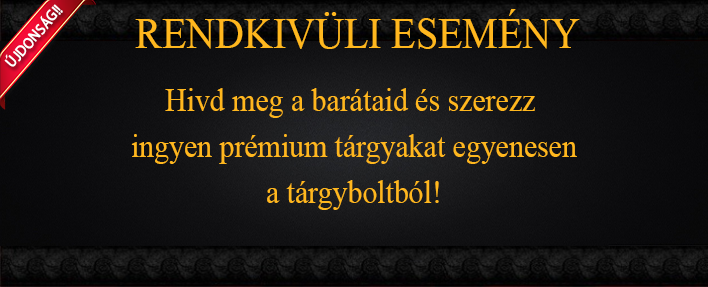 ÚJDONSÁG!!
RENDKIVÜLI ESEMÉNY
Hivd meg a barátaid és szerezz
ingyen prémium tárgyakat egyenesen
a tárgyboltból!